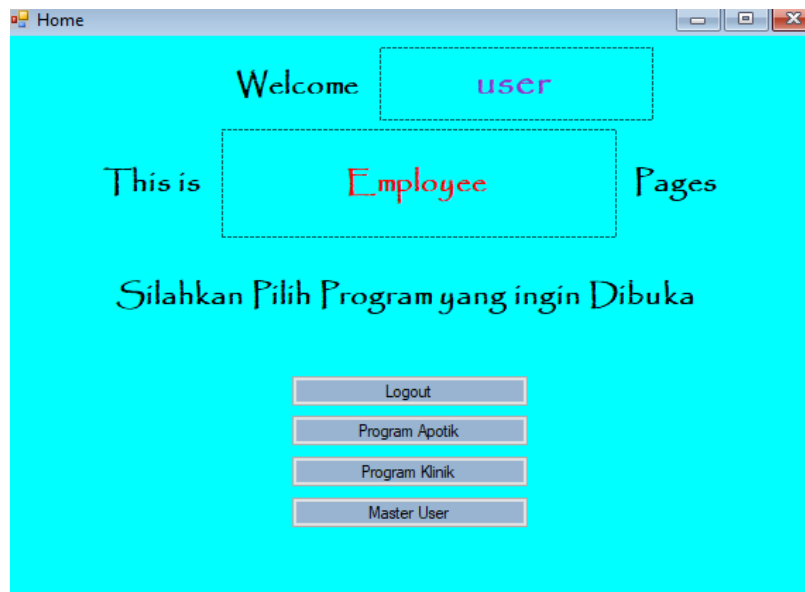 Home
Welcome user
This is Employee Pages
Silahkan Pilih Program yang ingin Dibuka
Logout
Program Apotik
Program Klinik
Master User